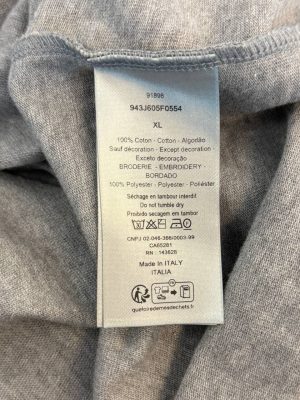 91896
943J605F0554
XL
100% Coton - Cotton - Algodão
Sauf décoration - Except decoration
Exceto decoração
BRODERIE - EMBROIDERY -
BORDADO
100% Polyester - Polyester - Poliéster
Séchage en tambour interdit
Do not tumble dry
Proibido secagem em tambor
CNPJ 02-046-386/0003-99
CA65281
RN : 143628
Made In ITALY
ITALIA
quefairedemesdechets.fr